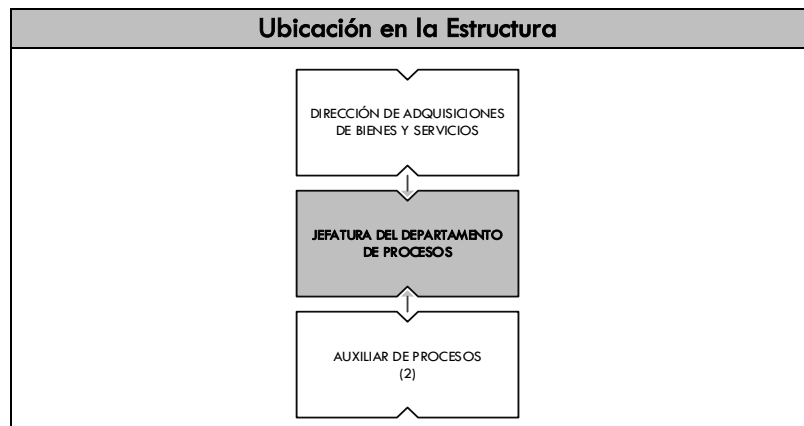 Ubicación en la Estructura
DIRECCIÓN DE ADQUISICIONES
DE BIENES Y SERVICIOS
JEFATURA DEL DEPARTAMENTO
DE PROCESOS
AUXILIAR DE PROCESOS
(2)